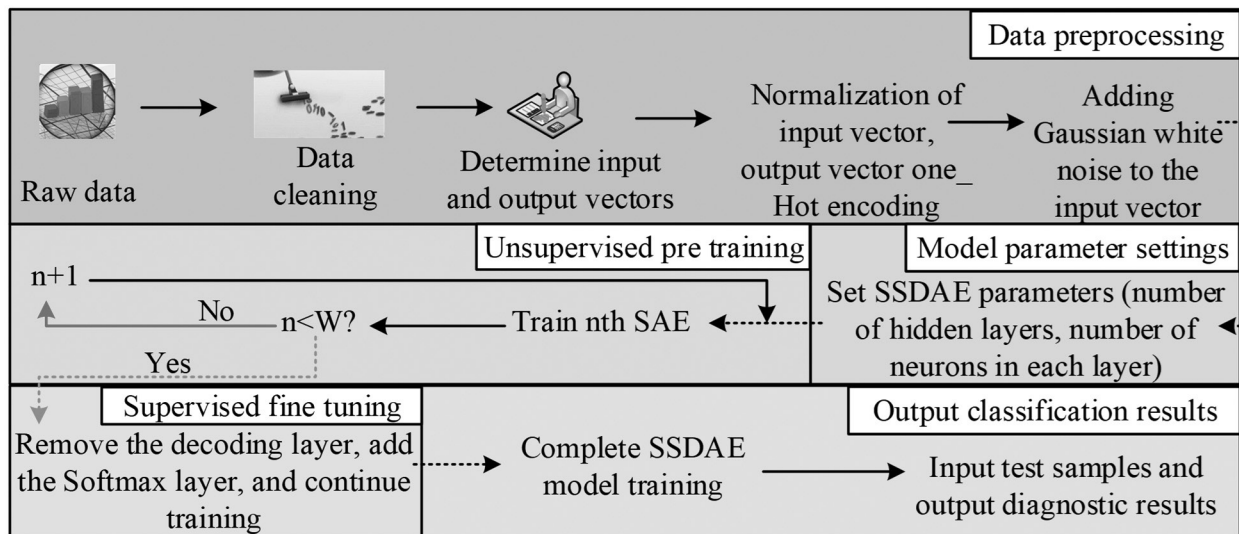 Data preprocessing
Raw data
Data
cleaning
Determine input
and output vectors
Normalization of
input vector,
output vector one_
Hot encoding
Adding
Gaussian white
noise to the
input vector
Unsupervised pre training
Model parameter settings
n+1
No
n<W?
Yes
Train nth SAE
Set SSDAE parameters (number
of hidden layers, number of
neurons in each layer)
Supervised fine tuning
Output classification results
Remove the decoding layer, add
the Softmax layer, and continue
training
Complete SSDAE
model training
Input test samples and
output diagnostic results